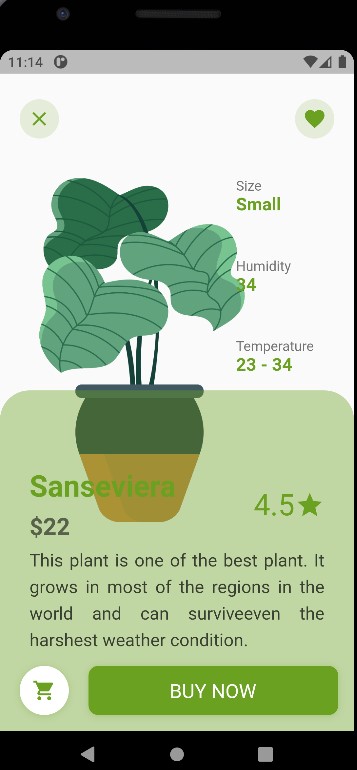 11:14
Size
Small
Humidity
34
Temperature
23 - 34
Sanseviera
4.5
$22
This plant is one of the best plant. It
grows in most of the regions in the
world and can surviveeven the
harshest weather condition.
BUY NOW